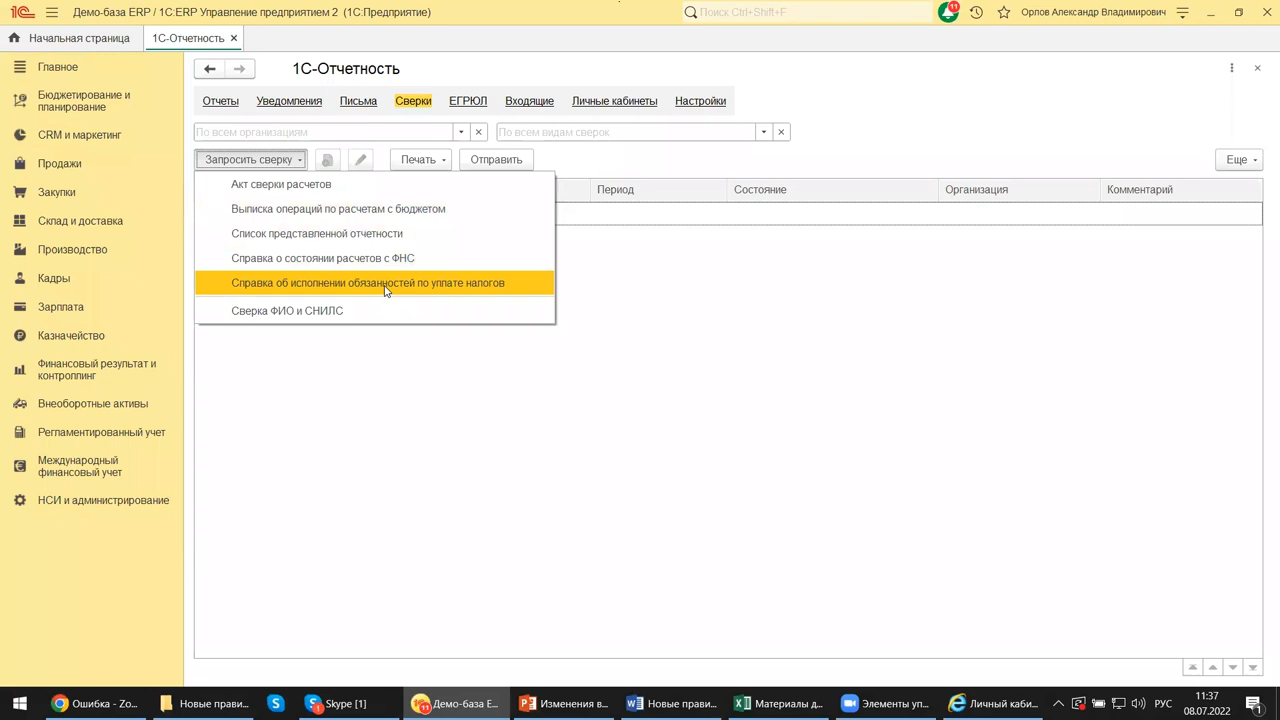 Демо-база ERP / 1С:ERP Управление предприятием 2 (1С:Предприятие)
Поиск Ctrl+Shift+F
11
Орлов Александр Владимирович
Начальная страница
1С-Отчетность
Главное
Бюджетирование и
планирование
CRM и маркетинг
Продажи
Закупки
Склад и доставка
Производство
Кадры
Зарплата
Казначейство
Финансовый результат и
контроллинг
Внеоборотные активы
Регламентированный учет
Международный
финансовый учет
НСИ и администрирование
1С-Отчетность
Отчеты Уведомления Письма Сверки ЕГРЮЛ Входящие Личные кабинеты Настройки
По всем организациям
По всем видам сверок
Запросить сверку Печать Отправить Еще
Период Состояние Организация Комментарий
Акт сверки расчетов
Выписка операций по расчетам с бюджетом
Список представленной отчетности
Справка о состоянии расчетов с ФНС
Справка об исполнении обязанностей по уплате налогов
Сверка ФИО и СНИЛС
Ошибка - Zo...
Новые прави...
Skype [1]
11
Демо-база E...
Изменения в...
Новые прави...
Материалы д...
Элементы уп...
Личный каби...
РУС
11:37
08.07.2022
1